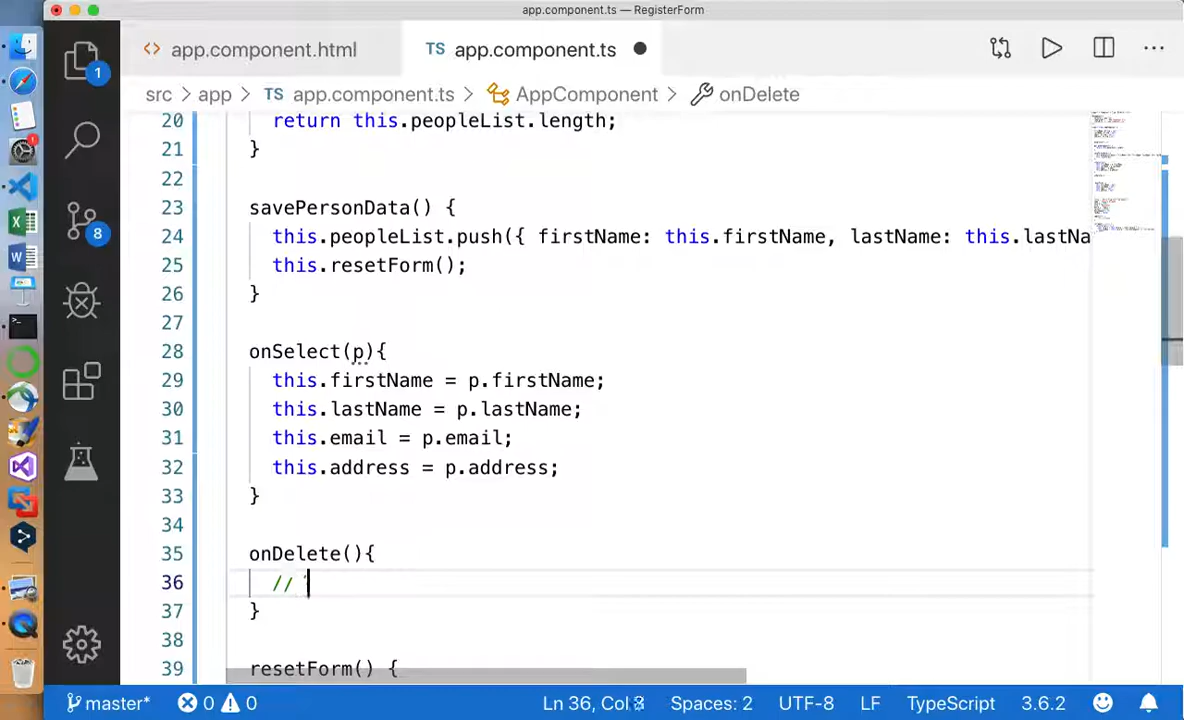 app.component.ts — RegisterForm
app.component.html
TS app.component.ts
src > app > TS app.component.ts > AppComponent > onDelete
1
8
20 return this.peopleList.length;
21 }
22
23 savePersonData() {
24 this.peopleList.push({ firstName: this.firstName, lastName: this.lastNa
25 this.resetForm();
26 }
27
28 onSelect(p){
29 this.firstName = p.firstName;
30 this.lastName = p.lastName;
31 this.email = p.email;
32 this.address = p.address;
33 }
34
35 onDelete(){
36 //
37 }
38
39 resetForm() {
master* 0 0 Ln 36, Col 8 Spaces: 2 UTF-8 LF TypeScript 3.6.2